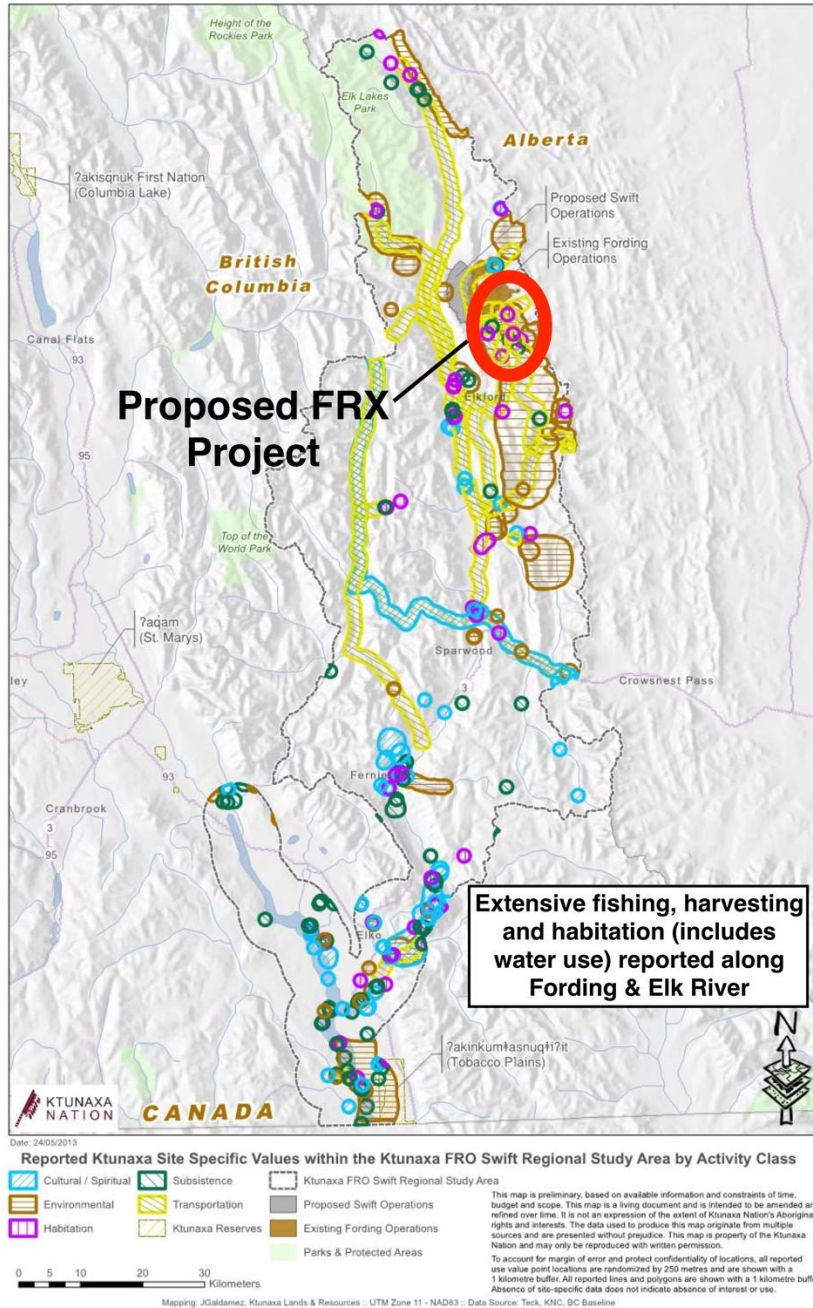 Height of the
Rockies Park
Elk Lakes
Park
Alberta
ʔakisqnuk First Nation
(Columbia Lake)
Proposed Swift
Operations
British
Columbia
Existing Fording
Operations
Canal Flats
93
Proposed FRX
Project
Elkford
95
Top of the
World Park
ʔaqam
(St. Marys)
ley
Sparwood
3
Crowsnest Pass
93
Fernie
Cranbrook
3
95
Extensive fishing, harvesting
and habitation (includes
water use) reported along
Fording & Elk River
Elko
N
ʔakinkumⱡasnuqⱡiʔit
(Tobacco Plains)
KTUNAXA
NATION
CANADA
Date: 24/05/2013
Reported Ktunaxa Site Specific Values within the Ktunaxa FRO Swift Regional Study Area by Activity Class
Cultural / Spiritual
Subsistence
Ktunaxa FRO Swift Regional Study Area
Environmental
Transportation
Proposed Swift Operations
Habitation
Ktunaxa Reserves
Existing Fording Operations
Parks & Protected Areas
0 5 10 20 30
Kilometers
This map is preliminary, based on available information and constraints of time,
budget and scope. This map is a living document and is intended to be amended an
refined over time. It is not an expression of the extent of Ktunaxa Nation's Aborigina
rights and interests. The data used to produce this map originate from multiple
sources and are presented without prejudice. This map is property of the Ktunaxa
Nation and may only be reproduced with written permission.
To account for margin of error and protect confidentiality of locations, all reported
use value point locations are randomized by 250 metres and are shown with a
1 kilometre buffer. All reported lines and polygons are shown with a 1 kilometre buff
Absence of site-specific data does not indicate absence of interest or use.
Mapping: JGaldamez, Ktunaxa Lands & Resources :: UTM Zone 11 - NAD83 :: Data Source: Teck, KNC, BC Baseline